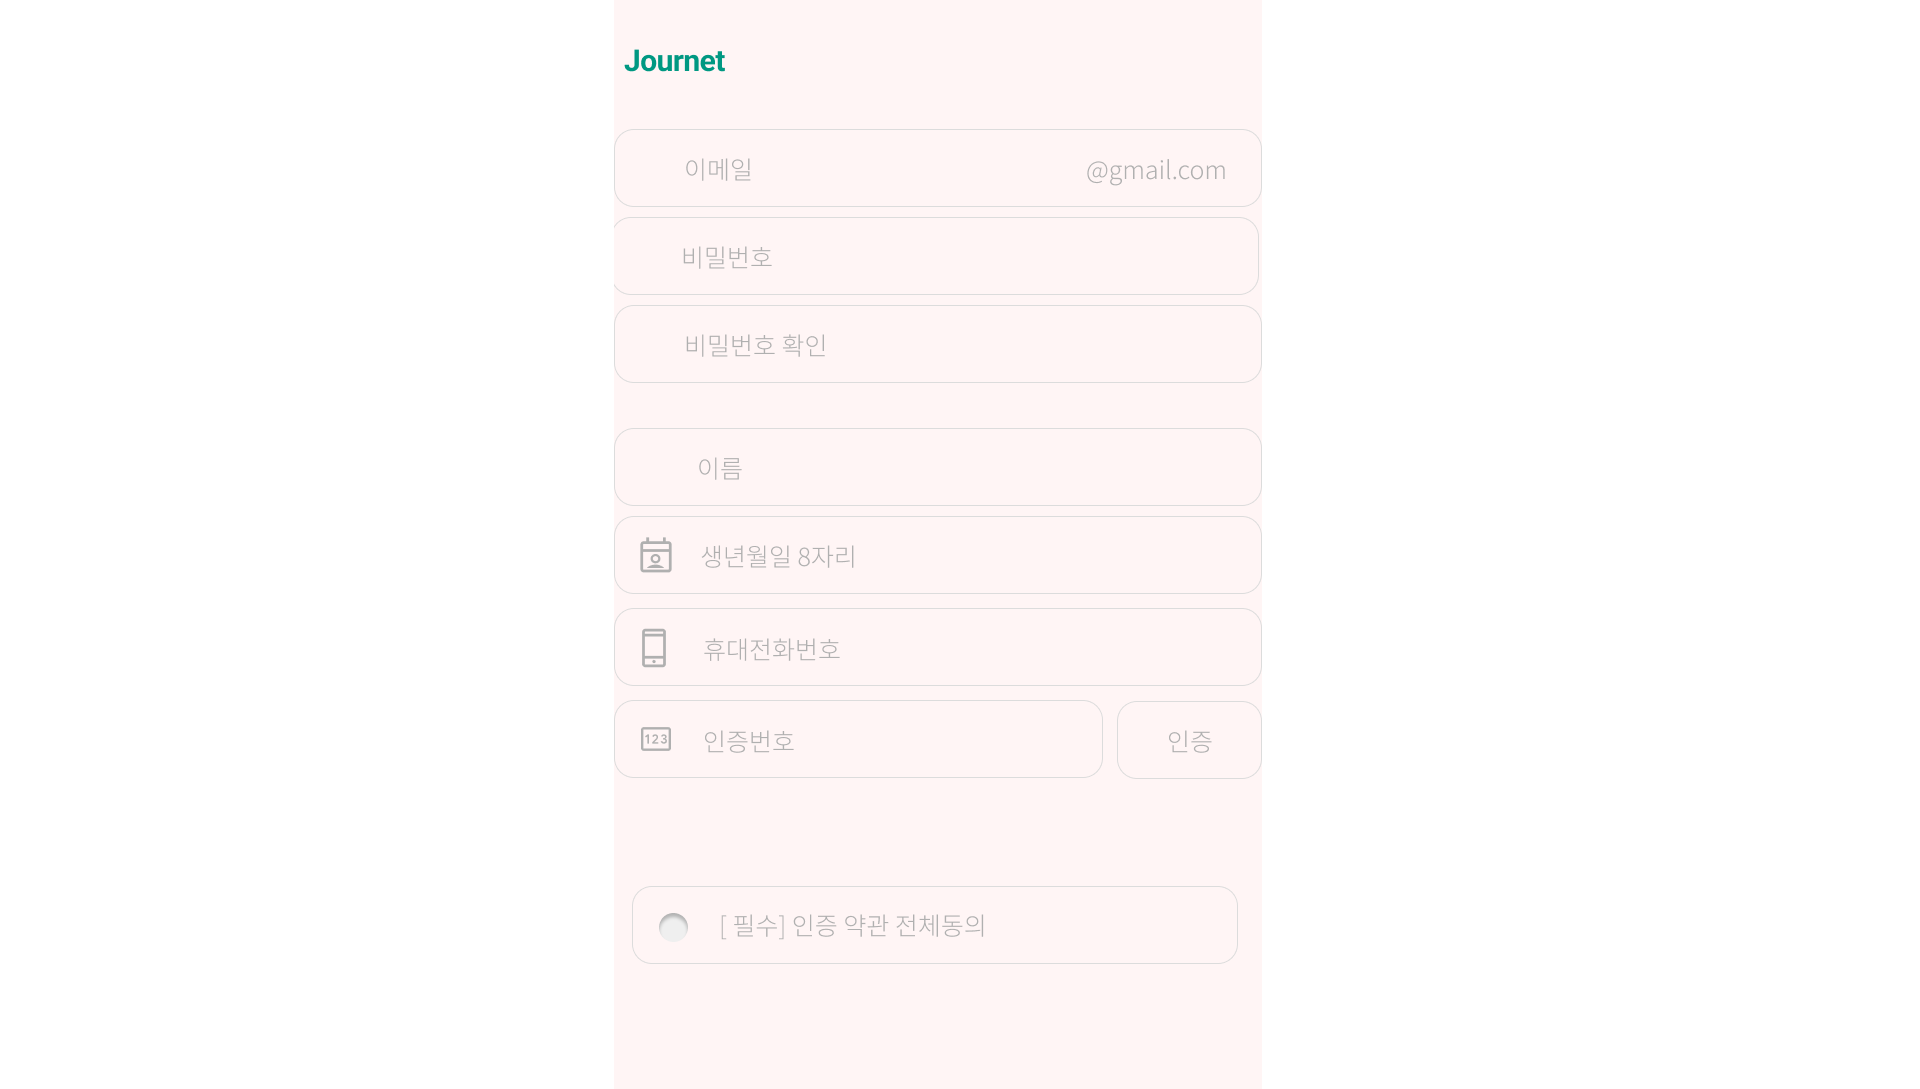 Journet
이메일 @gmail.com
비밀번호
비밀번호 확인
이름
생년월일 8자리
휴대전화번호
123 인증번호 인증
[ 필수] 인증 약관 전체동의